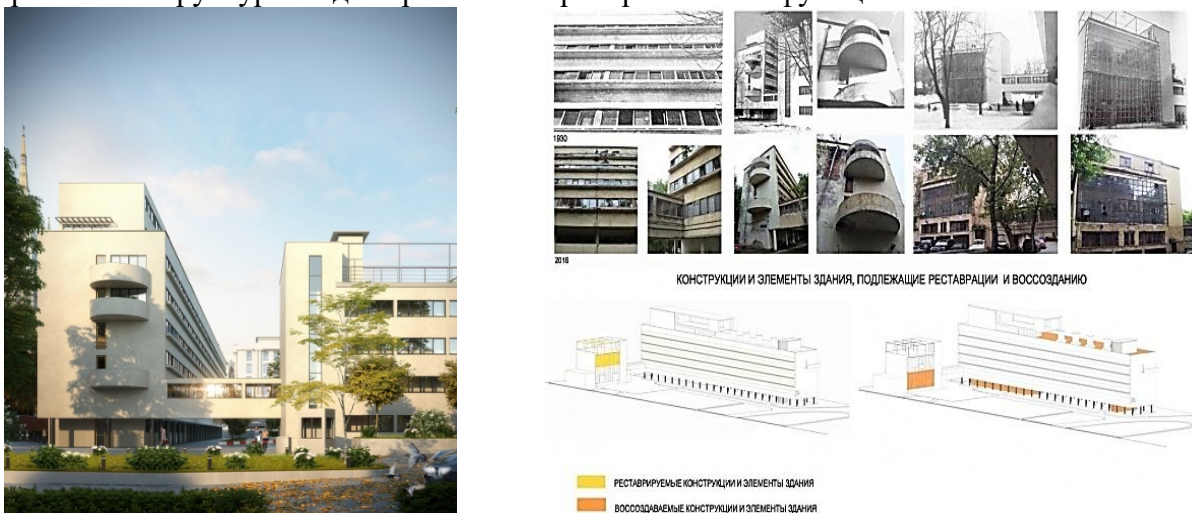 1930
2016
КОНСТРУКЦИИ И ЭЛЕМЕНТЫ ЗДАНИЯ, ПОДЛЕЖАЩИЕ РЕСТАВРАЦИИ И ВОССОЗДАНИЮ
РЕСТАВРИРУЕМЫЕ КОНСТРУКЦИИ И ЭЛЕМЕНТЫ ЗДАНИЯ
ВОССОЗДАВАЕМЫЕ КОНСТРУКЦИИ И ЭЛЕМЕНТЫ ЗДАНИЯ